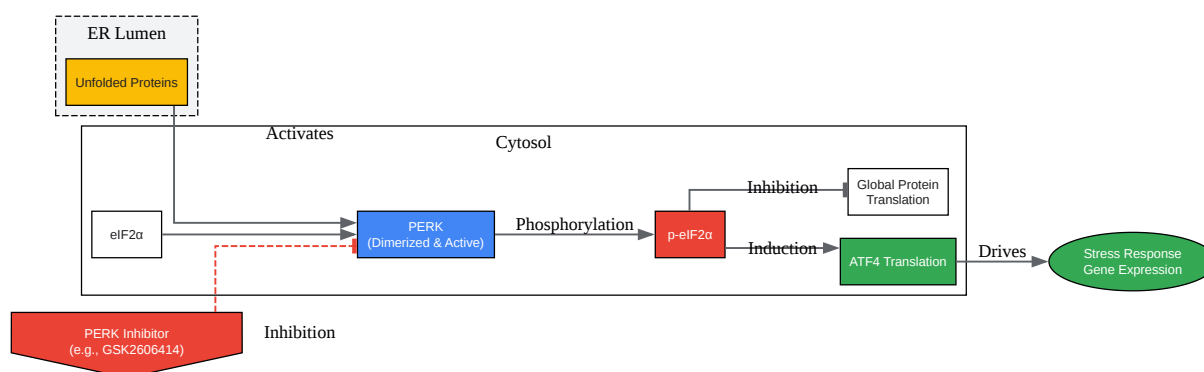 ER Lumen
Unfolded Proteins
Activates
Cytosol
eIF2α
PERK
(Dimerized & Active)
Phosphorylation
p-eIF2α
Inhibition
Global Protein
Translation
Induction
ATF4 Translation
Drives
Stress Response
Gene Expression
PERK Inhibitor
(e.g., GSK2606414)
Inhibition